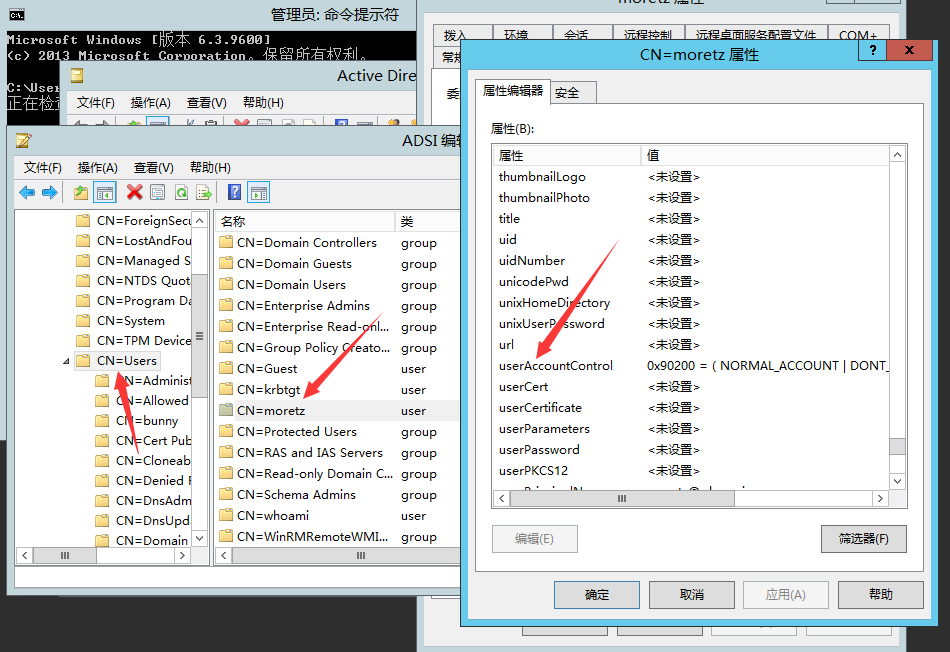 管理员: 命令提示符
Microsoft Windows [版本 6.3.9600]
(c) 2013 Microsoft Corporation。保留所有权利。
C:\User
正在检
Active Dire
文件(F) 操作(A) 查看(V) 帮助(H)
moretz 属性
拨入 环境 会话 远程控制 远程桌面服务配置文件 COM+
常规
委
ADSI 编辑
文件(F) 操作(A) 查看(V) 帮助(H)
CN=ForeignSecu
CN=LostAndFou
CN=Managed S
CN=NTDS Quot
CN=Program Da
CN=System
CN=TPM Device
CN=Users
CN=Administ
CN=Allowed
CN=bunny
CN=Cert Pub
CN=Cloneab
CN=Denied R
CN=DnsAdm
CN=DnsUpd
CN=Domain
名称 类
CN=Domain Controllers group
CN=Domain Guests group
CN=Domain Users group
CN=Enterprise Admins group
CN=Enterprise Read-onl... group
CN=Group Policy Creato... group
CN=Guest user
CN=krbtgt user
CN=moretz user
CN=Protected Users group
CN=RAS and IAS Servers group
CN=Read-only Domain C... group
CN=Schema Admins group
CN=whoami user
CN=WinRMRemoteWMI... group
CN=moretz 属性
? x
属性编辑器 安全
属性(B):
属性 值
thumbnailLogo <未设置>
thumbnailPhoto <未设置>
title <未设置>
uid <未设置>
uidNumber <未设置>
unicodePwd <未设置>
unixHomeDirectory <未设置>
unixUserPassword <未设置>
url <未设置>
userAccountControl 0x90200 = ( NORMAL_ACCOUNT | DONT_
userCert <未设置>
userCertificate <未设置>
userParameters <未设置>
userPassword <未设置>
userPKCS12 <未设置>
编辑(E) 筛选器(F)
确定 取消 应用(A) 帮助